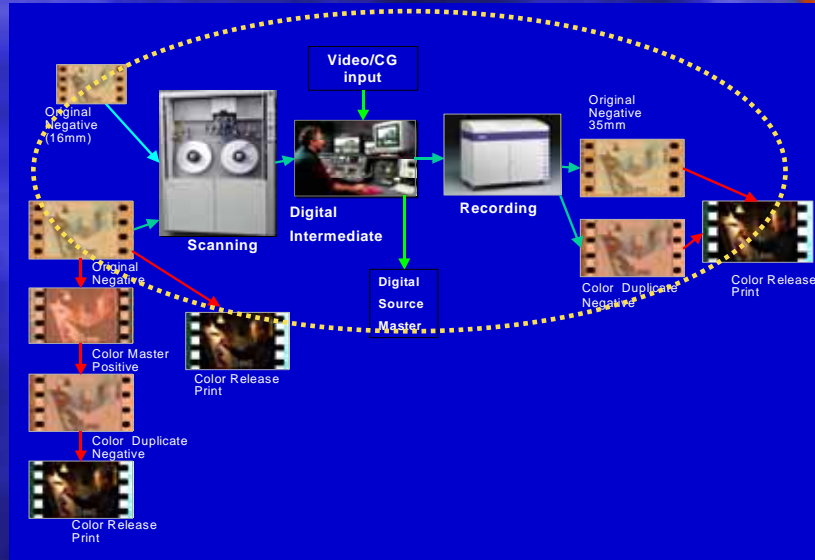 Video/CG
input
Original
Negative
(16mm)
Original
Negative
35mm
Scanning
Digital
Intermediate
Recording
Original
Negative
Digital
Source
Master
Color Duplicate
Negative
Color Release
Print
Color Master
Positive
Color Release
Print
Color Duplicate
Negative
Color Release
Print